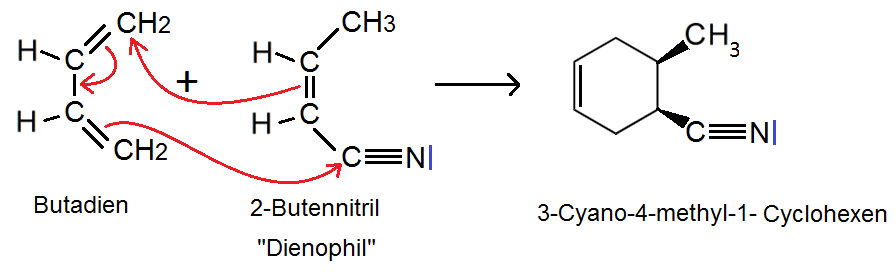 CH2
H
C
H
C
CH2
Butadien
+
CH3
H
C
H
C
C≡N|
2-Butennitril
"Dienophil"
CH3
C≡N|
3-Cyano-4-methyl-1- Cyclohexen